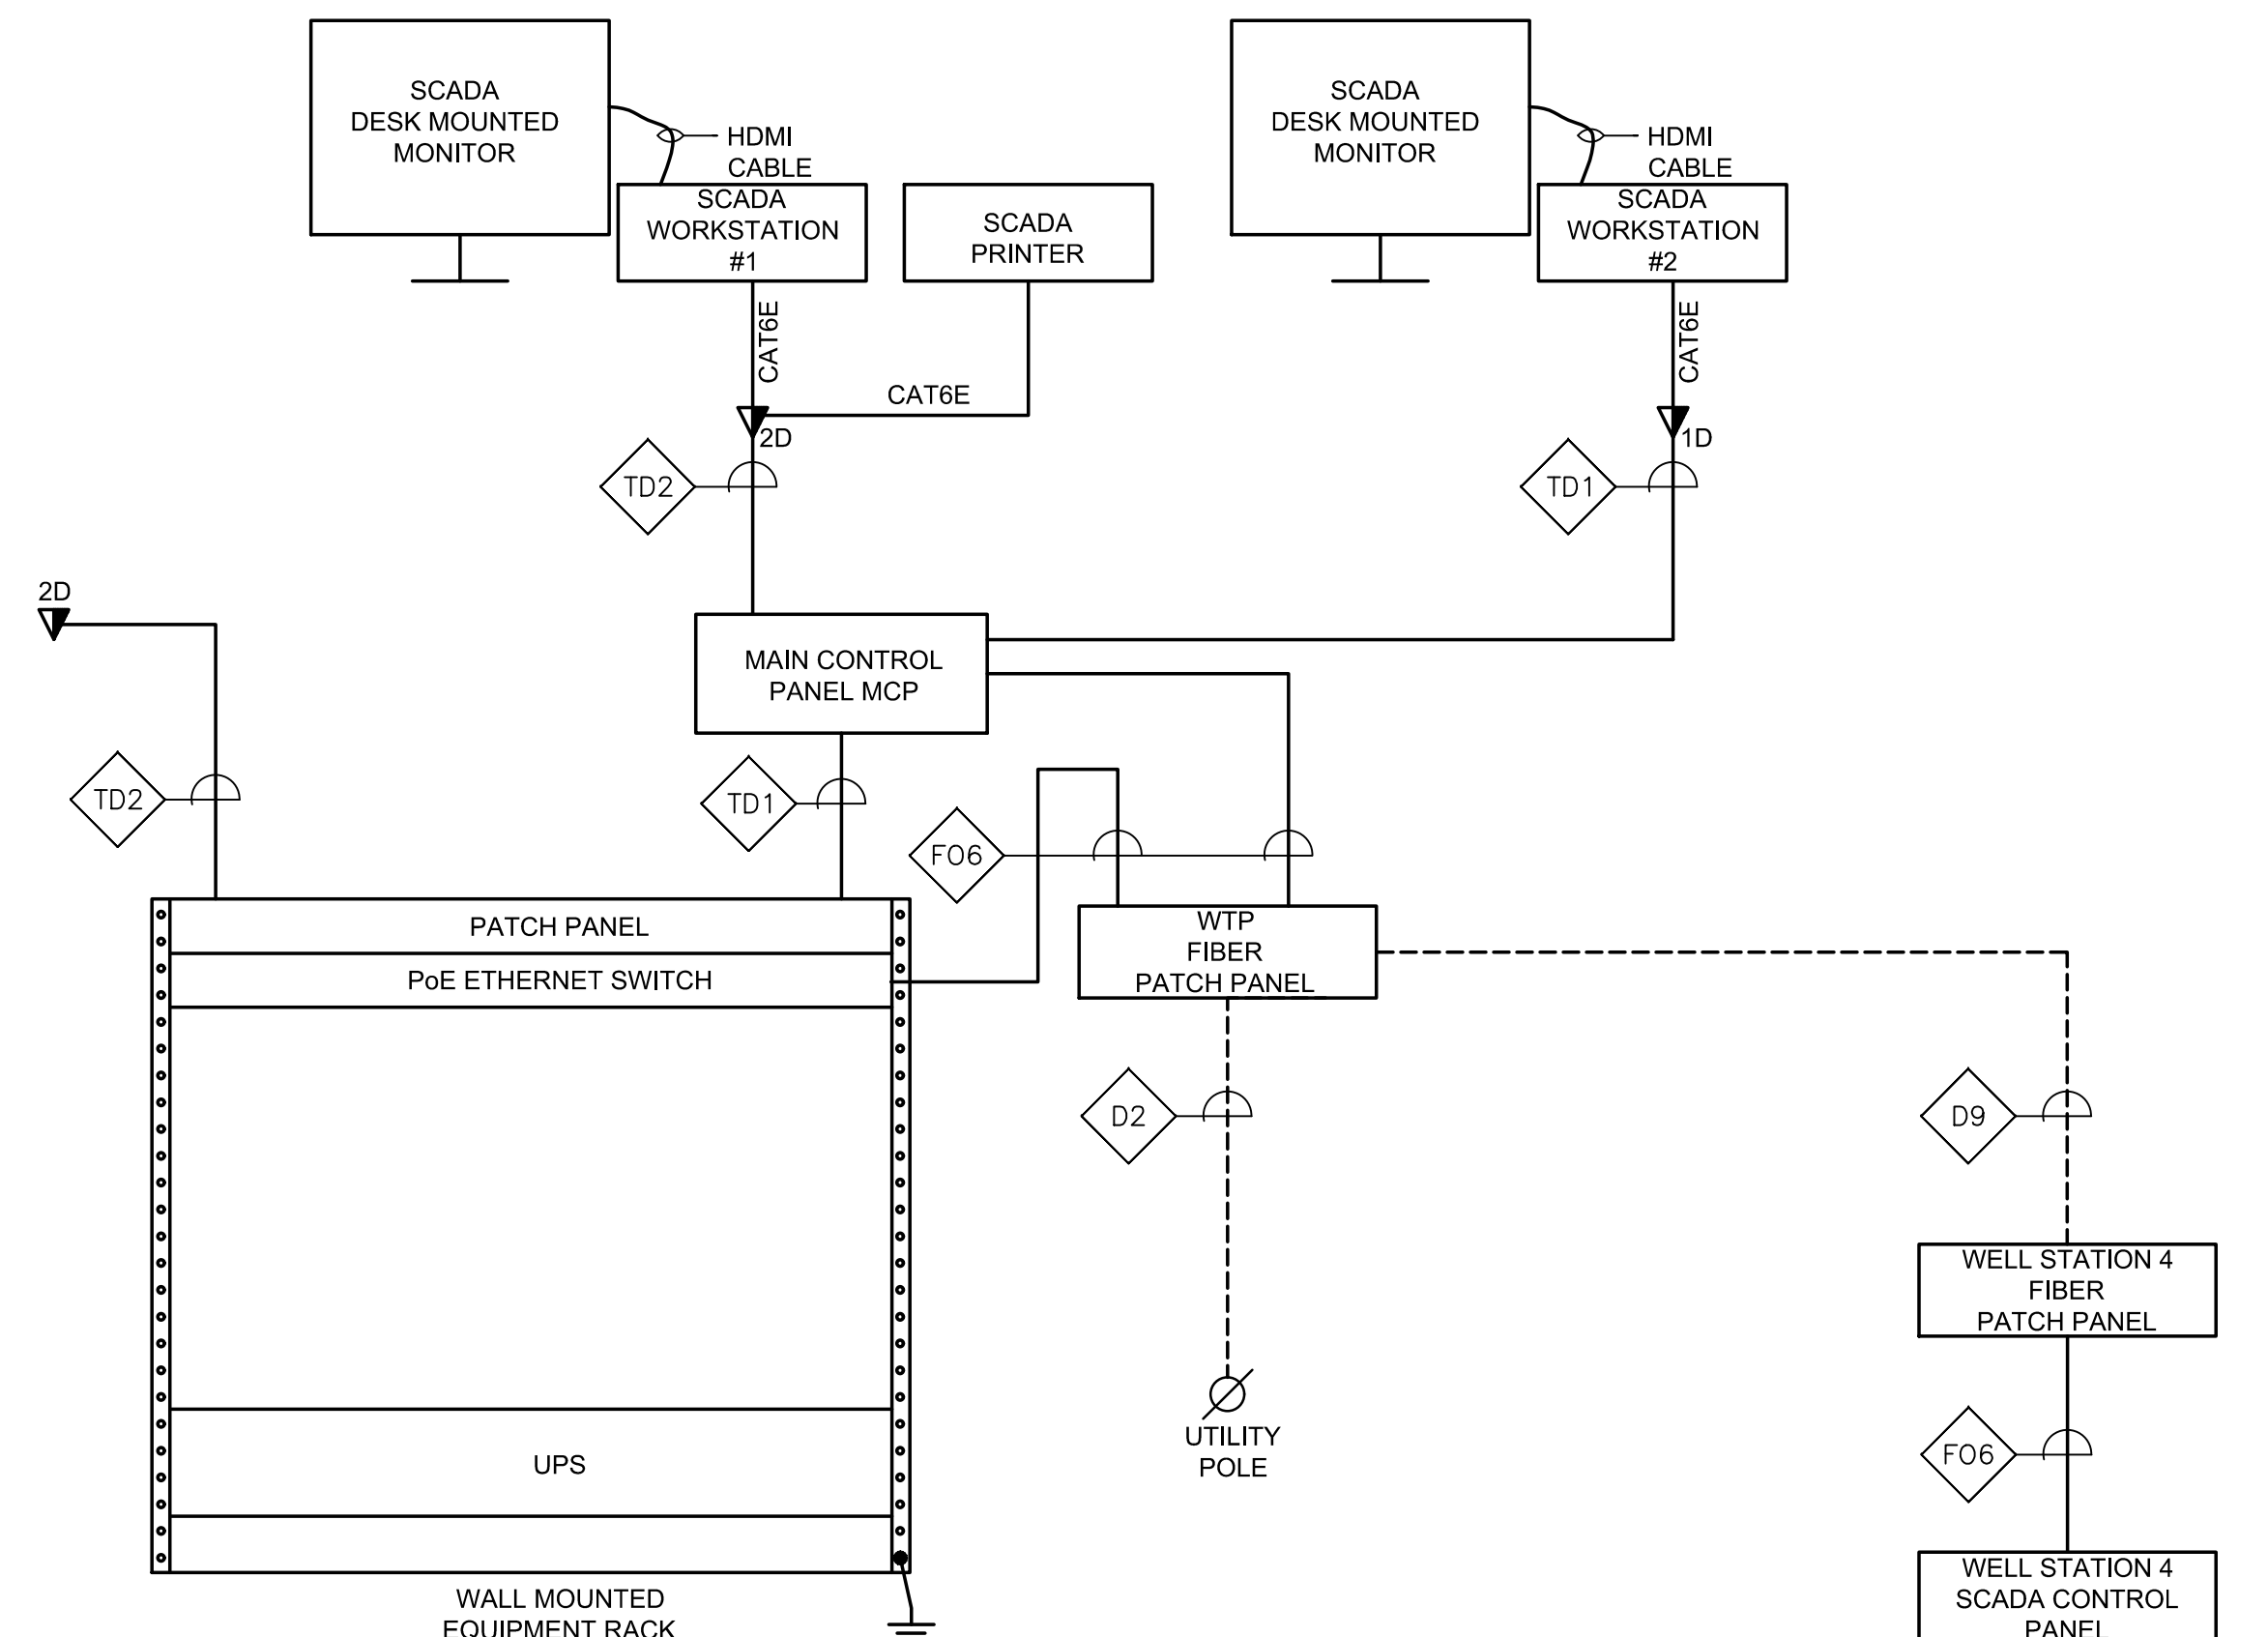 SCADA
DESK MOUNTED
MONITOR
HDMI
CABLE
SCADA
WORKSTATION
#1
SCADA
PRINTER
SCADA
DESK MOUNTED
MONITOR
HDMI
CABLE
SCADA
WORKSTATION
#2
CAT6E
CAT6E
CAT6E
2D
1D
TD2
TD1
2D
MAIN CONTROL
PANEL MCP
TD2
TD1
FO6
PATCH PANEL
PoE ETHERNET SWITCH
WTP
FIBER
PATCH PANEL
D2
D9
WELL STATION 4
FIBER
PATCH PANEL
UTILITY
POLE
UPS
FO6
WELL STATION 4
SCADA CONTROL
PANEL
WALL MOUNTED
EQUIPMENT RACK